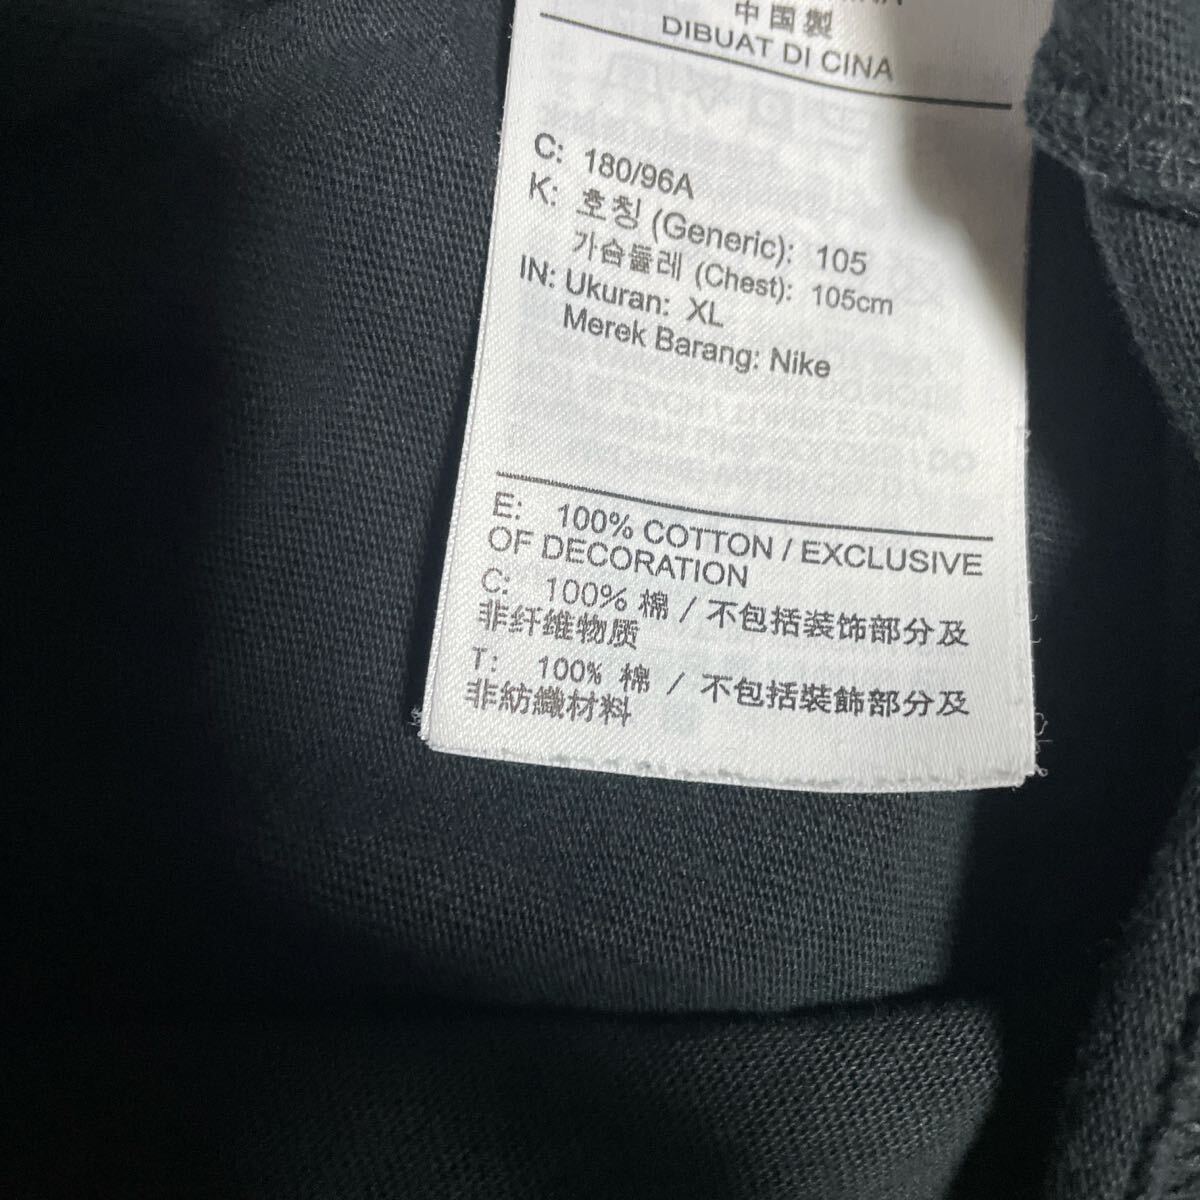 中国製
DIBUAT DI CINA
C: 180/96A
K: 호칭 (Generic): 105
가슴둘레 (Chest): 105cm
IN: Ukuran: XL
Merek Barang: Nike
E: 100% COTTON / EXCLUSIVE
OF DECORATION
C: 100% 棉 / 不包括装饰部分及
非纤维物质
T: 100% 棉 / 不包括裝飾部分及
非紡織材料